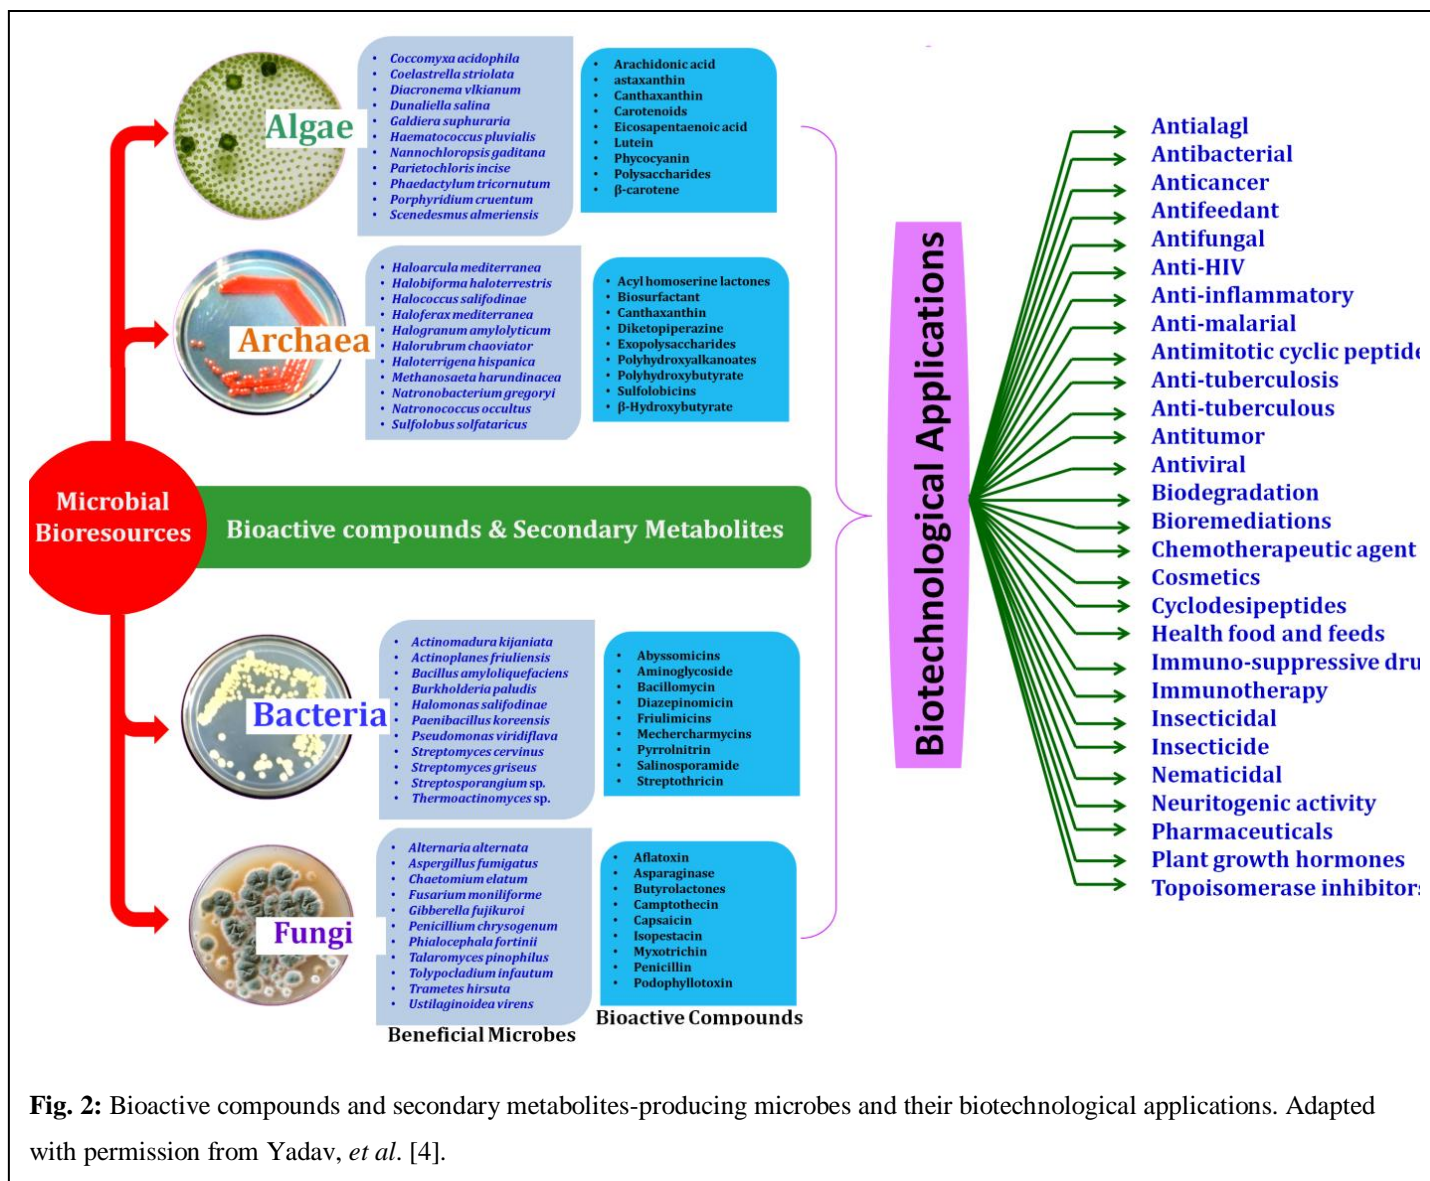 Algae
• Coccomyxa acidophila
• Coelastrella striolata
• Diacronema vlkianum
• Dunaliella salina
• Galdiera suphuraria
• Haematococcus pluvialis
• Nannochloropsis gaditana
• Parietochloris incise
• Phaedactylum tricornutum
• Porphyridium cruentum
• Scenedesmus almeriensis
• Arachidonic acid
• astaxanthin
• Canthaxanthin
• Carotenoids
• Eicosapentaenoic acid
• Lutein
• Phycocyanin
• Polysaccharides
• β-carotene
Archaea
• Haloarcula mediterranea
• Halobiforma haloterrestris
• Halococcus salifodinae
• Haloferax mediterranea
• Halogranum amylolyticum
• Halorubrum chaoviator
• Haloterrigena hispanica
• Methanosaeta harundinacea
• Natronobacterium gregoryi
• Natronococcus occultus
• Sulfolobus solfataricus
• Acyl homoserine lactones
• Biosurfactant
• Canthaxanthin
• Diketopiperazine
• Exopolysaccharides
• Polyhydroxyalkanoates
• Polyhydroxybutyrate
• Sulfolobicins
• β-Hydroxybutyrate
Microbial
Bioresources
Bioactive compounds & Secondary Metabolites
Bacteria
• Actinomadura kijaniata
• Actinoplanes friuliensis
• Bacillus amyloliquefaciens
• Burkholderia paludis
• Halomonas salifodinae
• Paenibacillus koreensis
• Pseudomonas viridiflava
• Streptomyces cervinus
• Streptomyces griseus
• Streptosporangium sp.
• Thermoactinomyces sp.
• Abyssomicins
• Aminoglycoside
• Bacillomycin
• Diazepinomicin
• Friulimicins
• Mechercharmycins
• Pyrrolnitrin
• Salinosporamide
• Streptothricin
Fungi
• Alternaria alternata
• Aspergillus fumigatus
• Chaetomium elatum
• Fusarium moniliforme
• Gibberella fujikuroi
• Penicillium chrysogenum
• Phialocephala fortinii
• Talaromyces pinophilus
• Tolypocladium infautum
• Trametes hirsuta
• Ustilaginoidea virens
• Aflatoxin
• Asparaginase
• Butyrolactones
• Camptothecin
• Capsaicin
• Isopestacin
• Myxotrichin
• Penicillin
• Podophyllotoxin
Beneficial Microbes
Bioactive Compounds
Biotechnological Applications
Antialagl
Antibacterial
Anticancer
Antifeedant
Antifungal
Anti-HIV
Anti-inflammatory
Anti-malarial
Antimitotic cyclic peptide
Anti-tuberculosis
Anti-tuberculous
Antitumor
Antiviral
Biodegradation
Bioremediations
Chemotherapeutic agent
Cosmetics
Cyclodesipeptides
Health food and feeds
Immuno-suppressive dru
Immunotherapy
Insecticidal
Insecticide
Nematicidal
Neuritogenic activity
Pharmaceuticals
Plant growth hormones
Topoisomerase inhibitors
Fig. 2: Bioactive compounds and secondary metabolites-producing microbes and their biotechnological applications. Adapted
with permission from Yadav, et al. [4].